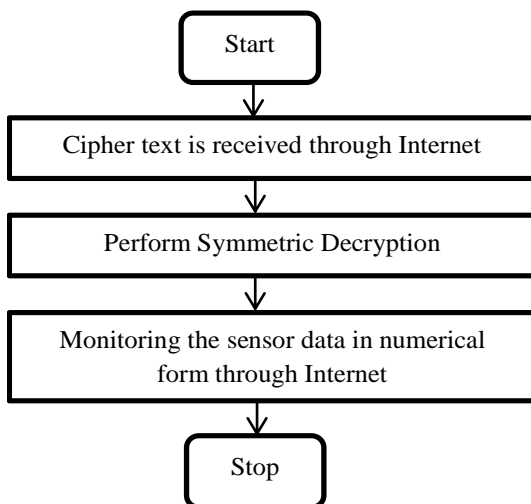 Start
Cipher text is received through Internet
Perform Symmetric Decryption
Monitoring the sensor data in numerical
form through Internet
Stop